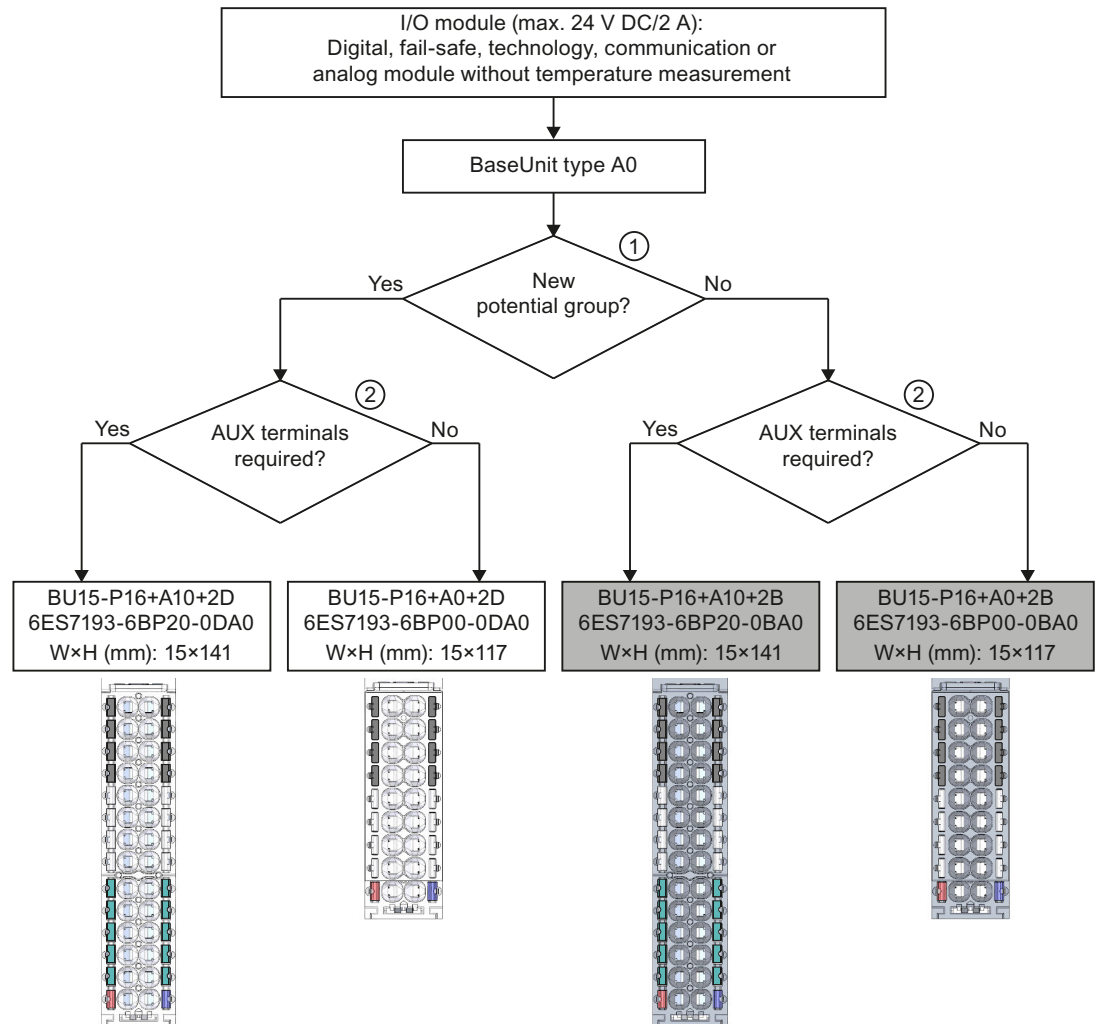 I/O module (max. 24 V DC/2 A):
Digital, fail-safe, technology, communication or
analog module without temperature measurement
BaseUnit type A0
1
New
potential group?
Yes
No
2
AUX terminals
required?
Yes
No
2
AUX terminals
required?
Yes
No
BU15-P16+A10+2D
6ES7193-6BP20-0DA0
W×H (mm): 15×141
BU15-P16+A0+2D
6ES7193-6BP00-0DA0
W×H (mm): 15×117
BU15-P16+A10+2B
6ES7193-6BP20-0BA0
W×H (mm): 15×141
BU15-P16+A0+2B
6ES7193-6BP00-0BA0
W×H (mm): 15×117